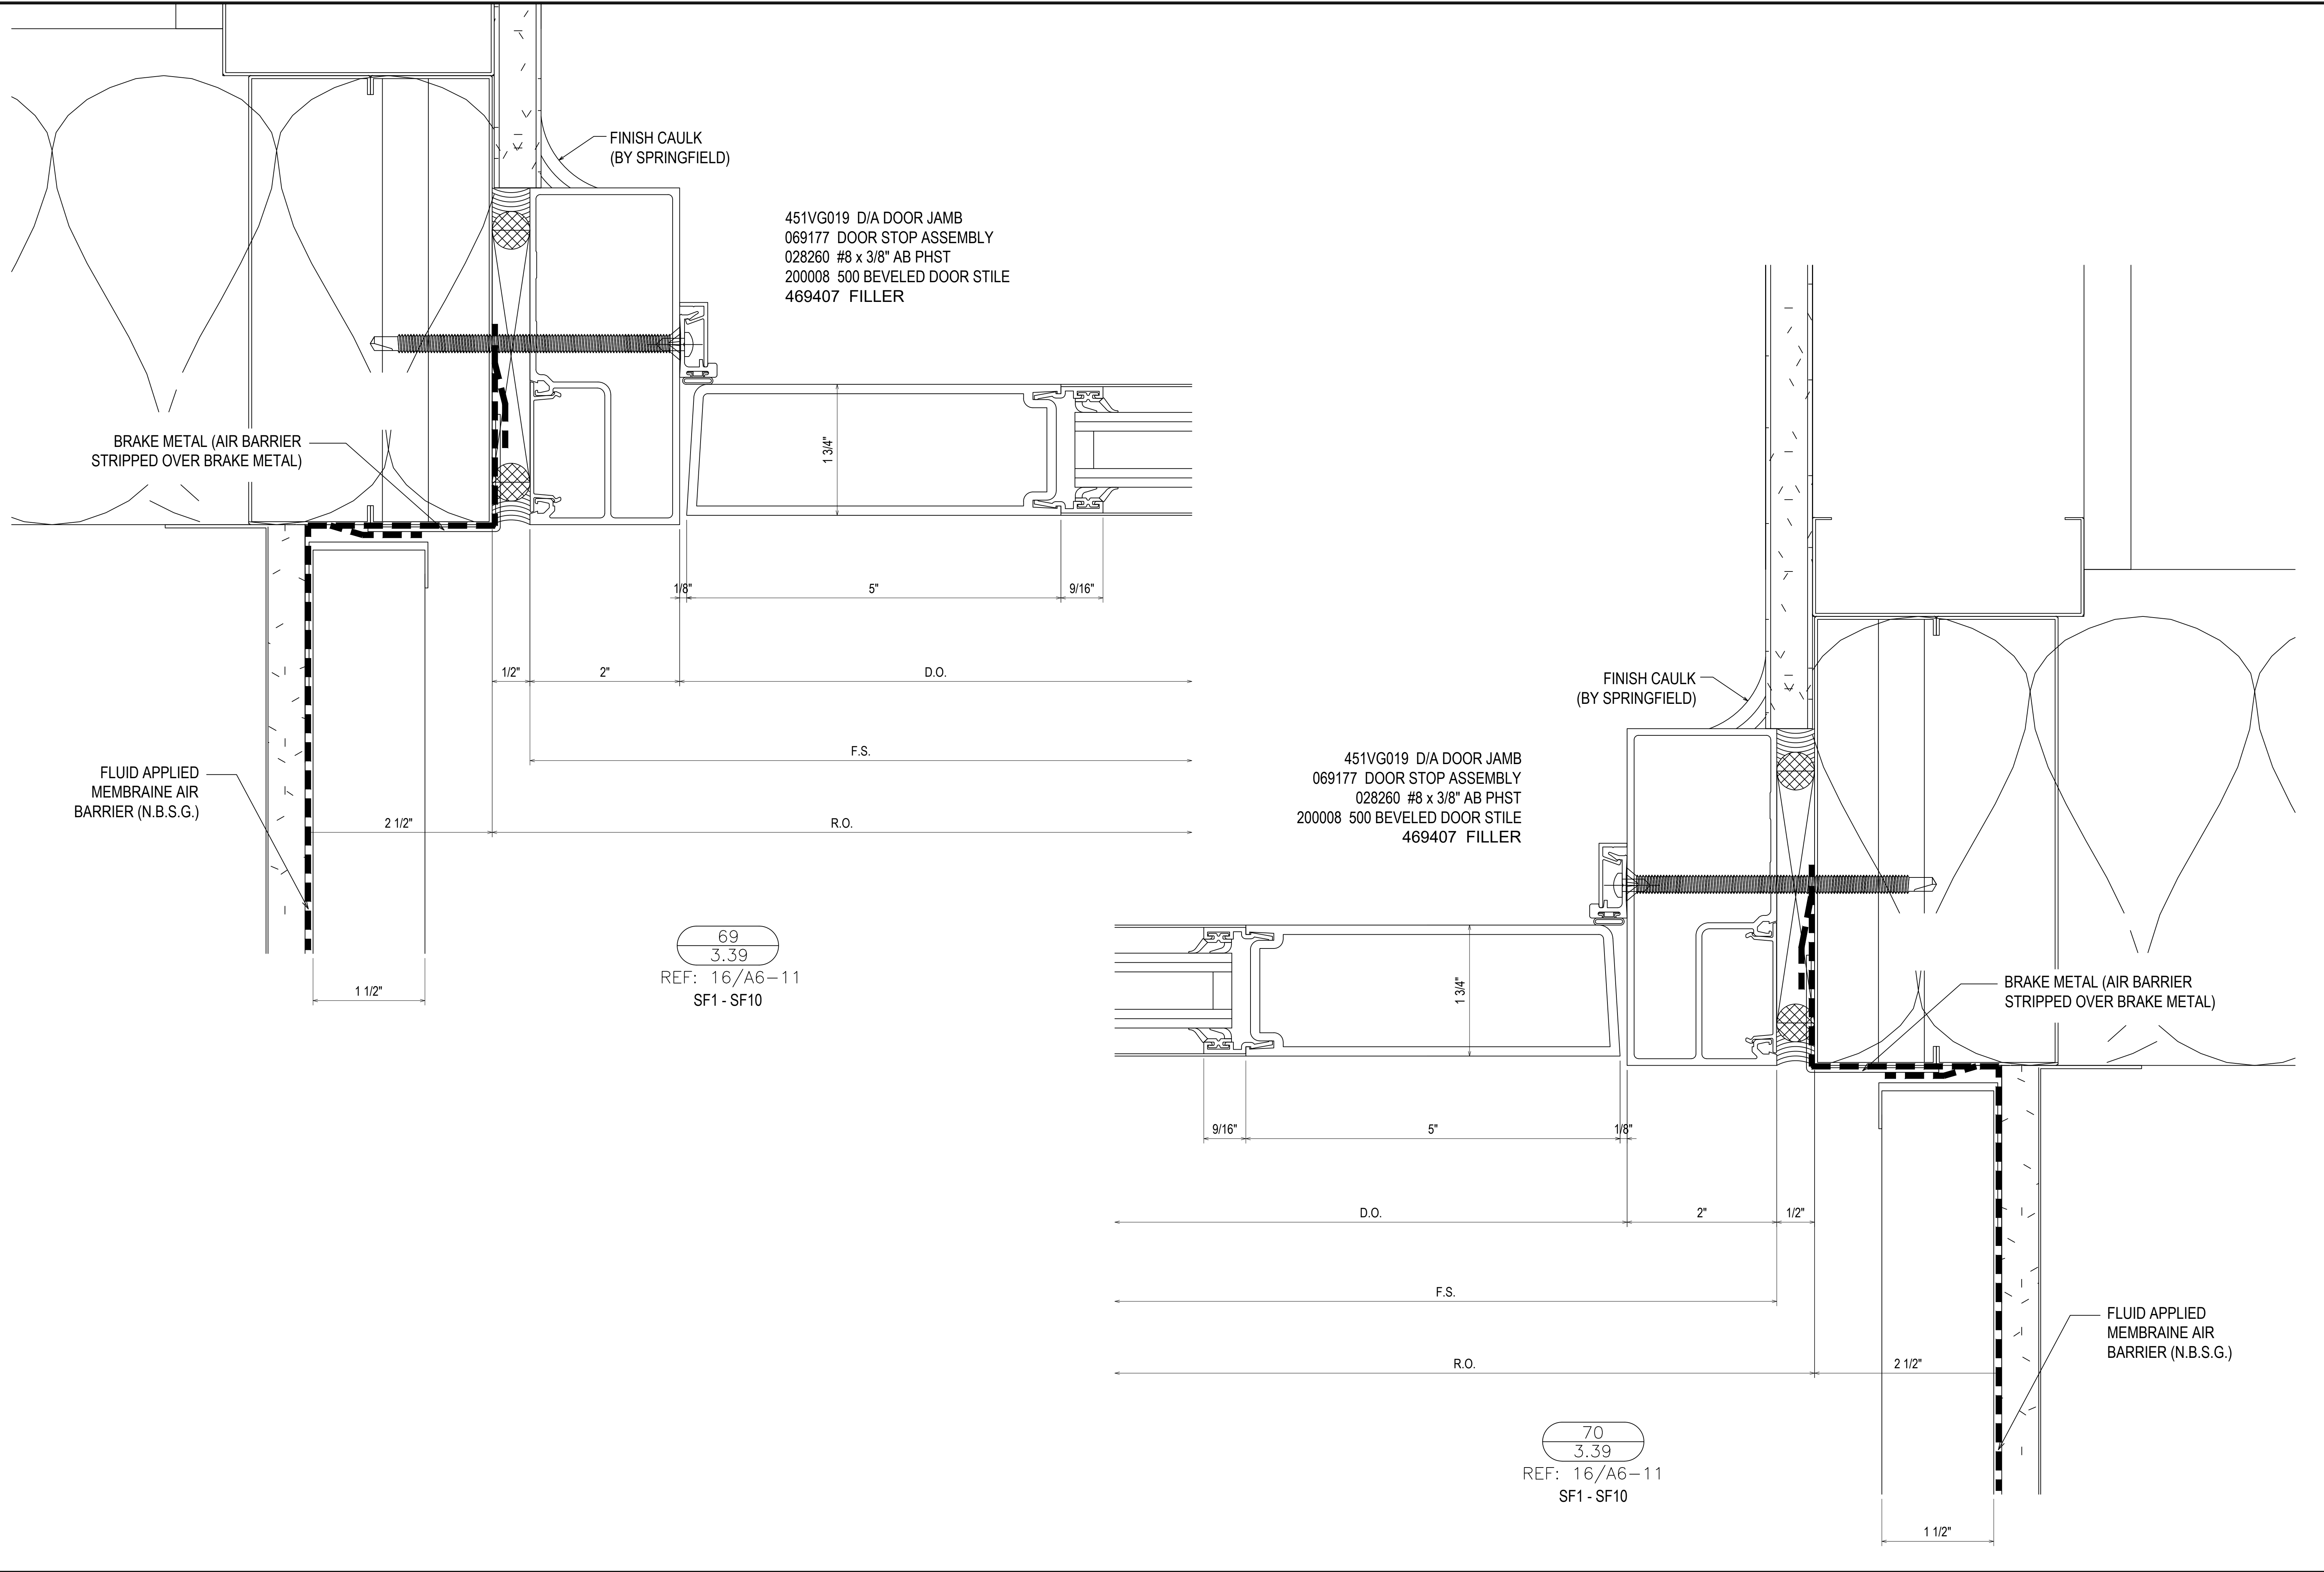 FINISH CAULK
(BY SPRINGFIELD)
451VG019  D/A DOOR JAMB
069177  DOOR STOP ASSEMBLY
028260  #8 x 3/8" AB PHST
200008  500 BEVELED DOOR STILE
469407  FILLER
BRAKE METAL (AIR BARRIER
STRIPPED OVER BRAKE METAL)
1 3/4"
1/8"
5"
9/16"
1/2"
2"
D.O.
F.S.
FLUID APPLIED
MEMBRAINE AIR
BARRIER (N.B.S.G.)
2 1/2"
R.O.
1 1/2"
69
3.39
REF: 16/A6-11
SF1 - SF10
FINISH CAULK
(BY SPRINGFIELD)
451VG019  D/A DOOR JAMB
069177  DOOR STOP ASSEMBLY
028260  #8 x 3/8" AB PHST
200008  500 BEVELED DOOR STILE
469407  FILLER
1 3/4"
BRAKE METAL (AIR BARRIER
STRIPPED OVER BRAKE METAL)
9/16"
5"
1/8"
D.O.
2"
1/2"
F.S.
R.O.
2 1/2"
FLUID APPLIED
MEMBRAINE AIR
BARRIER (N.B.S.G.)
70
3.39
REF: 16/A6-11
SF1 - SF10
1 1/2"